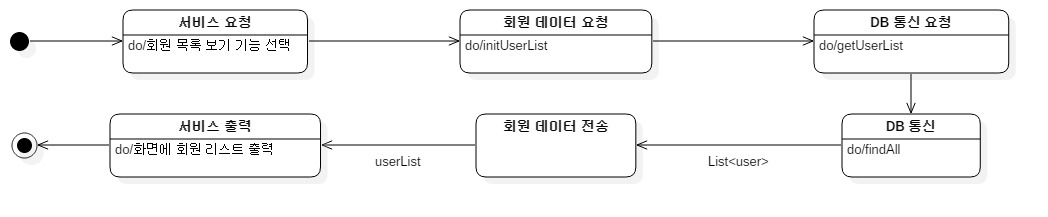 서비스 요청
do/회원 목록 보기 기능 선택
회원 데이터 요청
do/initUserList
DB 통신 요청
do/getUserList
서비스 출력
do/화면에 회원 리스트 출력
userList
회원 데이터 전송
List<user>
DB 통신
do/findAll